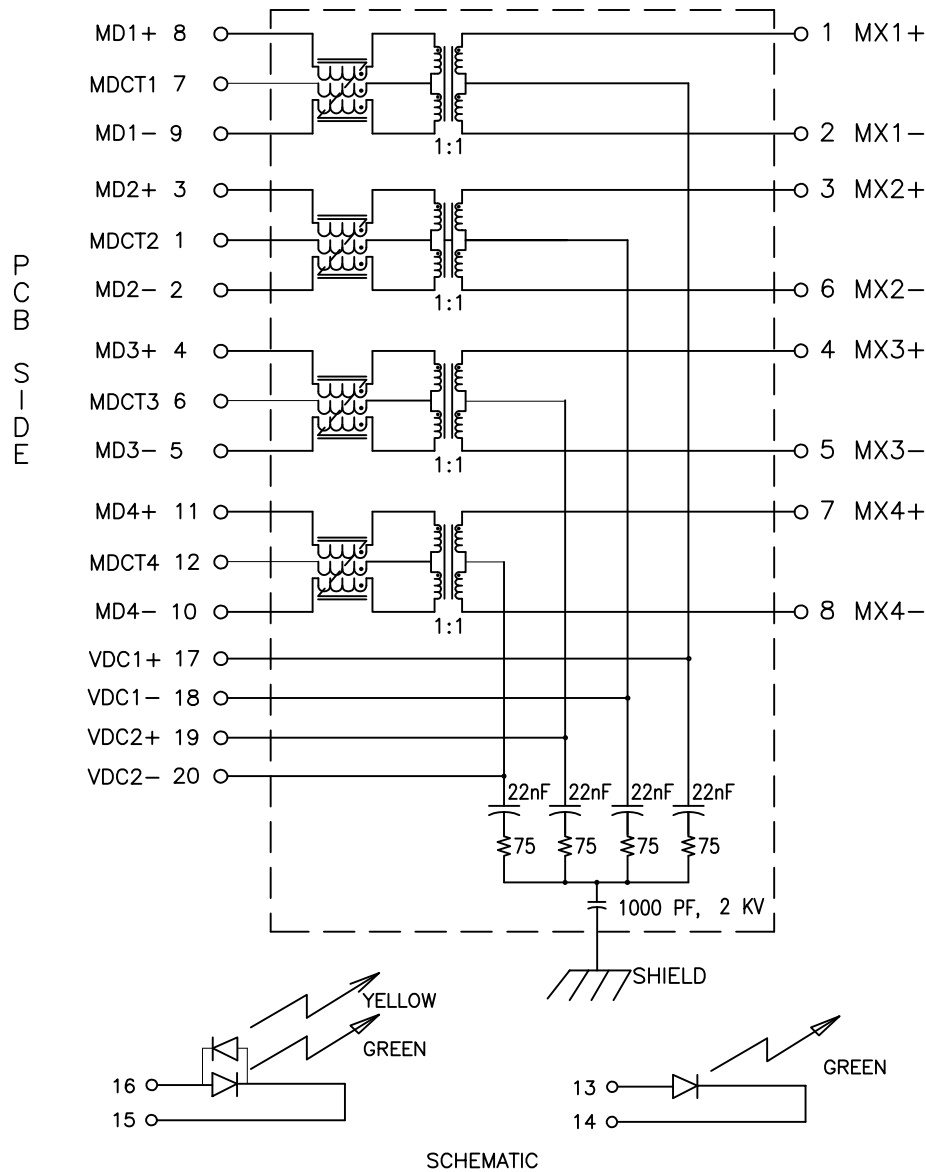 MD1+ 8
1 MX1+
MDCT1 7
MD1- 9
2 MX1-
1:1
MD2+ 3
3 MX2+
MDCT2 1
MD2- 2
6 MX2-
1:1
PCB SIDE
MD3+ 4
4 MX3+
MDCT3 6
MD3- 5
5 MX3-
1:1
MD4+ 11
7 MX4+
MDCT4 12
MD4- 10
8 MX4-
1:1
VDC1+ 17
VDC1- 18
VDC2+ 19
VDC2- 20
22nF 22nF 22nF 22nF
75 75 75 75
1000 PF, 2 KV
SHIELD
YELLOW
GREEN
16
15
GREEN
13
14
SCHEMATIC